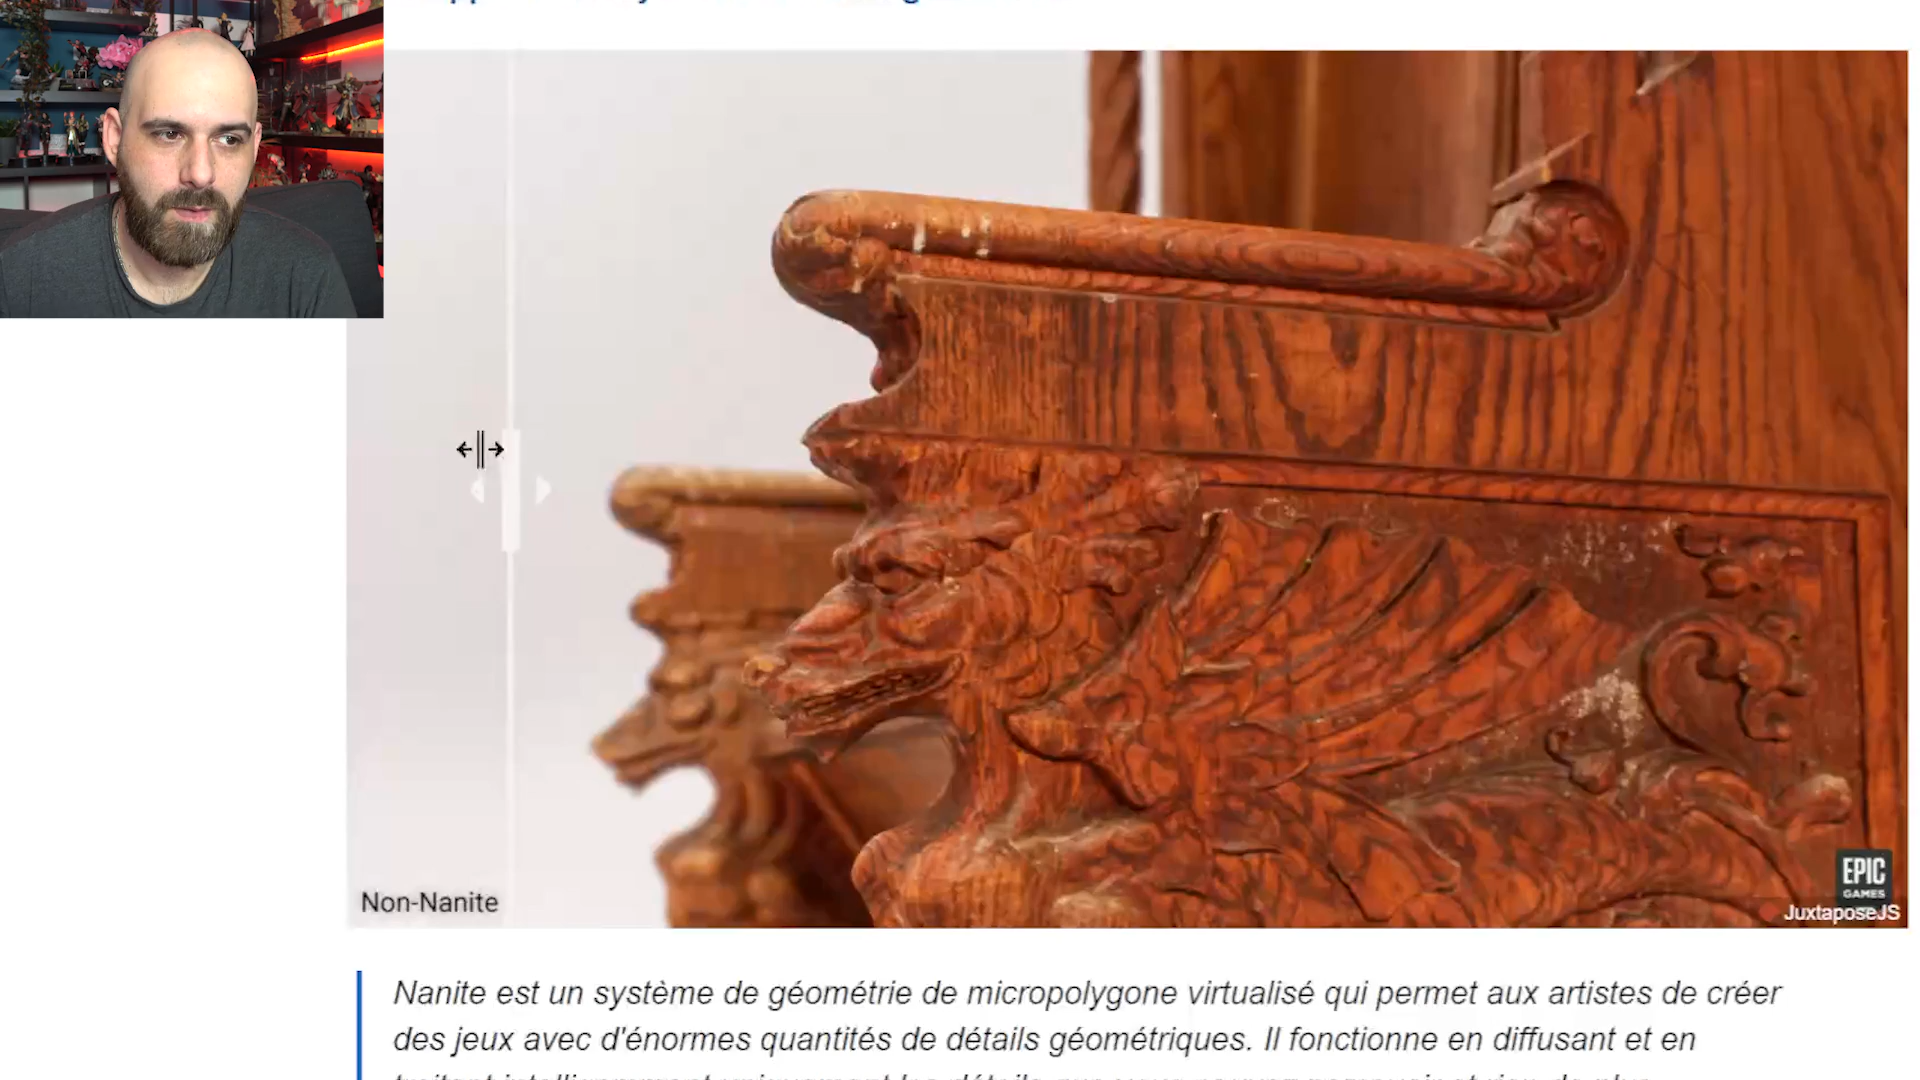 Non-Nanite
EPIC
GAMES
JuxtaposeJS
Nanite est un système de géométrie de micropolygone virtualisé qui permet aux artistes de créer
des jeux avec d'énormes quantités de détails géométriques. Il fonctionne en diffusant et en